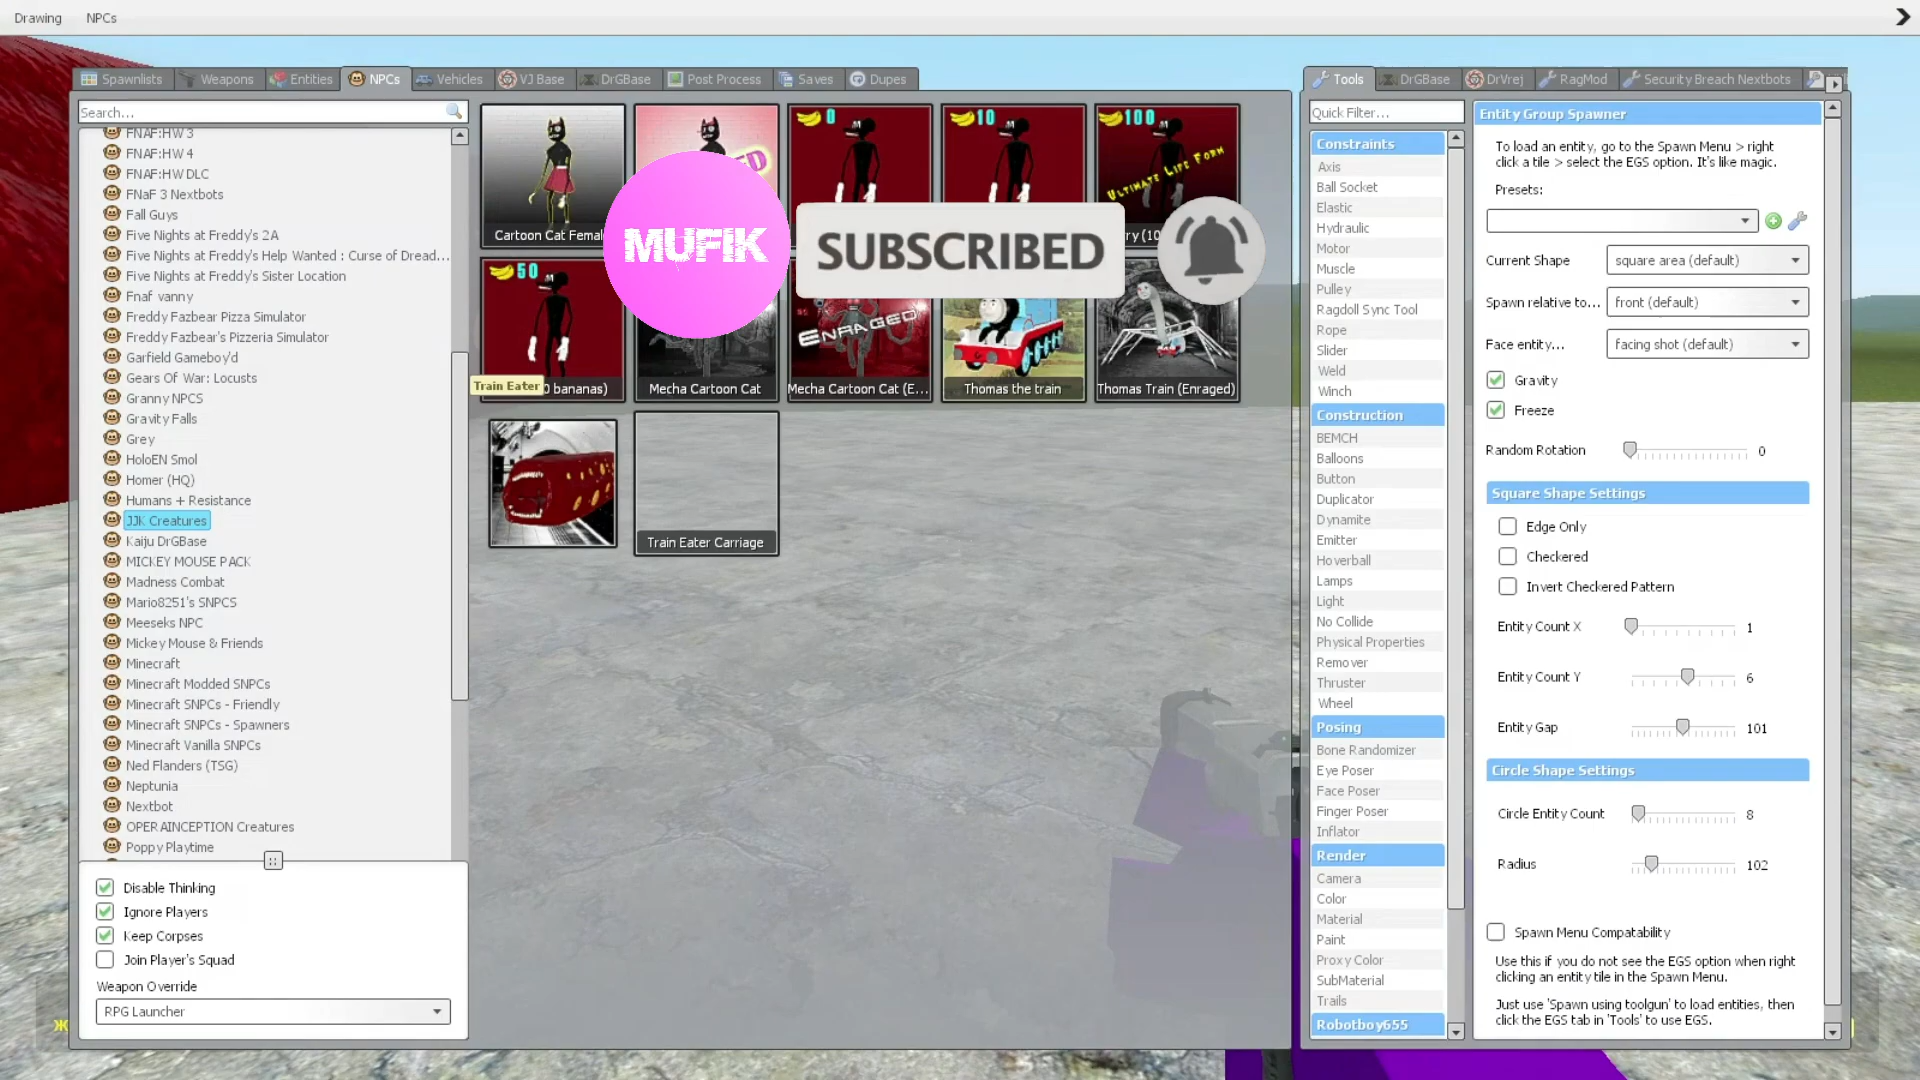 Drawing
NPCs
Spawnlists
Weapons
Entities
NPCs
Vehicles
VJ Base
DrGBase
Post Process
Saves
Dupes
Search...
FNAF:HW 3
FNAF:HW 4
FNAF:HW DLC
FNaF 3 Nextbots
Fall Guys
Five Nights at Freddy's 2A
Five Nights at Freddy's Help Wanted : Curse of Dread...
Five Nights at Freddy's Sister Location
Fnaf vanny
Freddy Fazbear Pizza Simulator
Freddy Fazbear's Pizzeria Simulator
Garfield Gameboy'd
Gears Of War: Locusts
Granny NPCS
Gravity Falls
Grey
HoloEN Smol
Homer (HQ)
Humans + Resistance
JJK Creatures
Kaiju DrGBase
MICKEY MOUSE PACK
Madness Combat
Mario8251's SNPCS
Meeseks NPC
Mickey Mouse & Friends
Minecraft
Minecraft Modded SNPCs
Minecraft SNPCs - Friendly
Minecraft SNPCs - Spawners
Minecraft Vanilla SNPCs
Ned Flanders (TSG)
Neptunia
Nextbot
OPERAINCEPTION Creatures
Poppy Playtime
Disable Thinking
Ignore Players
Keep Corpses
Join Player's Squad
Weapon Override
RPG Launcher
Ж
0
10
100
ULTIMATE LIFE FORM
Cartoon Cat Femal
MUFIK
SUBSCRIBED
50
ENRAGED
Train Eater
0 bananas)
Mecha Cartoon Cat
Mecha Cartoon Cat (E...
Thomas the train
Thomas Train (Enraged)
Train Eater Carriage
Tools
DrGBase
DrVrej
RagMod
Security Breach Nextbots
Quick Filter...
Constraints
Axis
Ball Socket
Elastic
Hydraulic
Motor
Muscle
Pulley
Ragdoll Sync Tool
Rope
Slider
Weld
Winch
Construction
BEMCH
Balloons
Button
Duplicator
Dynamite
Emitter
Hoverball
Lamps
Light
No Collide
Physical Properties
Remover
Thruster
Wheel
Posing
Bone Randomizer
Eye Poser
Face Poser
Finger Poser
Inflator
Render
Camera
Color
Material
Paint
Proxy Color
SubMaterial
Trails
Robotboy655
Entity Group Spawner
To load an entity, go to the Spawn Menu > right
click a tile > select the EGS option. It's like magic.
Presets:
Current Shape
square area (default)
Spawn relative to...
front (default)
Face entity...
facing shot (default)
Gravity
Freeze
Random Rotation
0
Square Shape Settings
Edge Only
Checkered
Invert Checkered Pattern
Entity Count X
1
Entity Count Y
6
Entity Gap
101
Circle Shape Settings
Circle Entity Count
8
Radius
102
Spawn Menu Compatability
Use this if you do not see the EGS option when right
clicking an entity tile in the Spawn Menu.
Just use 'Spawn using toolgun' to load entities, then
click the EGS tab in 'Tools' to use EGS.